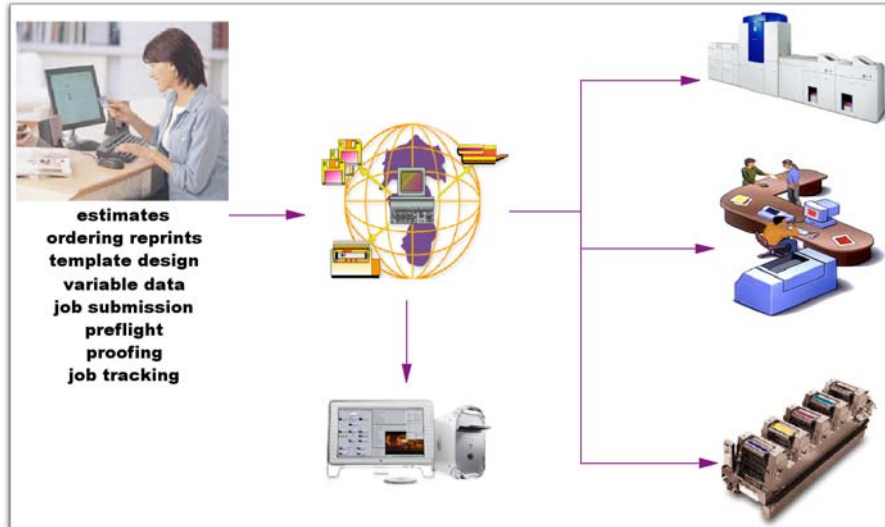 estimates
ordering reprints
template design
variable data
job submission
preflight
proofing
job tracking